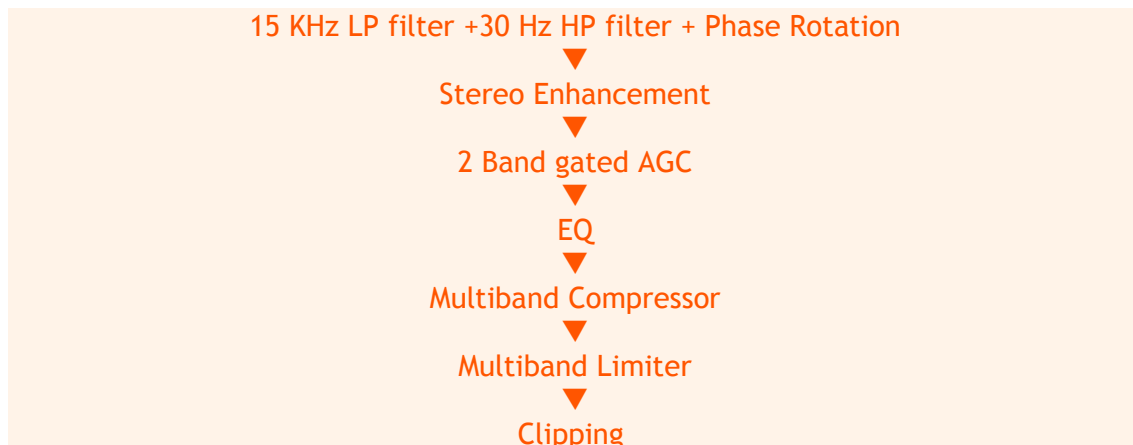 15 KHz LP filter +30 Hz HP filter + Phase Rotation
Stereo Enhancement
2 Band gated AGC
EQ
Multiband Compressor
Multiband Limiter
Clipping